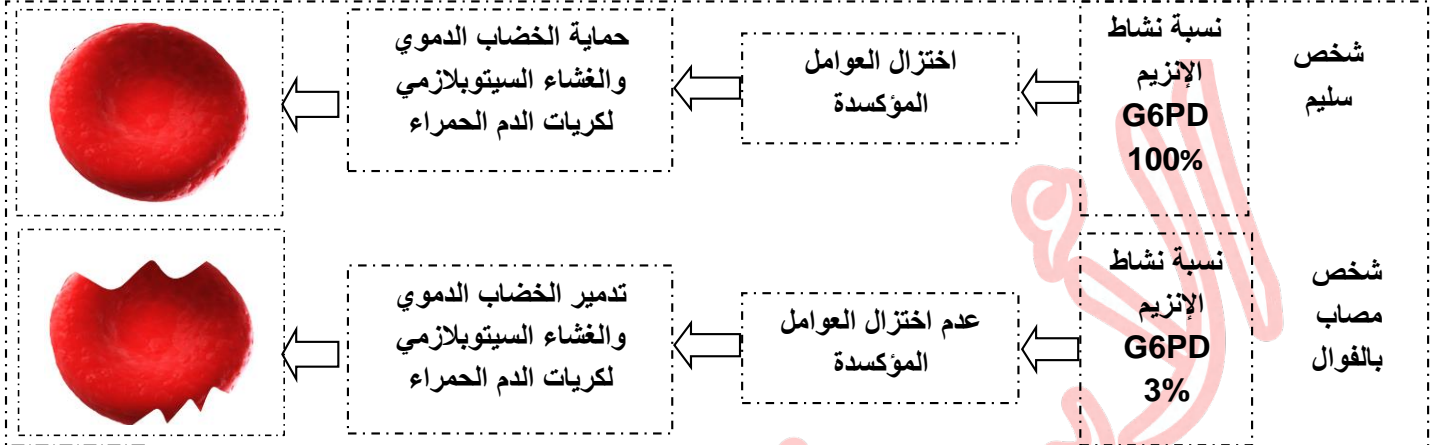 شخص
سليم
نسبة نشاط
الإنزيم
G6PD
100%
اختزال العوامل
المؤكسدة
حماية الخضاب الدموي
والغشاء السيتوبلازمي
لكريات الدم الحمراء
شخص
مصاب
بالفوال
نسبة نشاط
الإنزيم
G6PD
3%
عدم اختزال العوامل
المؤكسدة
تدمير الخضاب الدموي
والغشاء السيتوبلازمي
لكريات الدم الحمراء